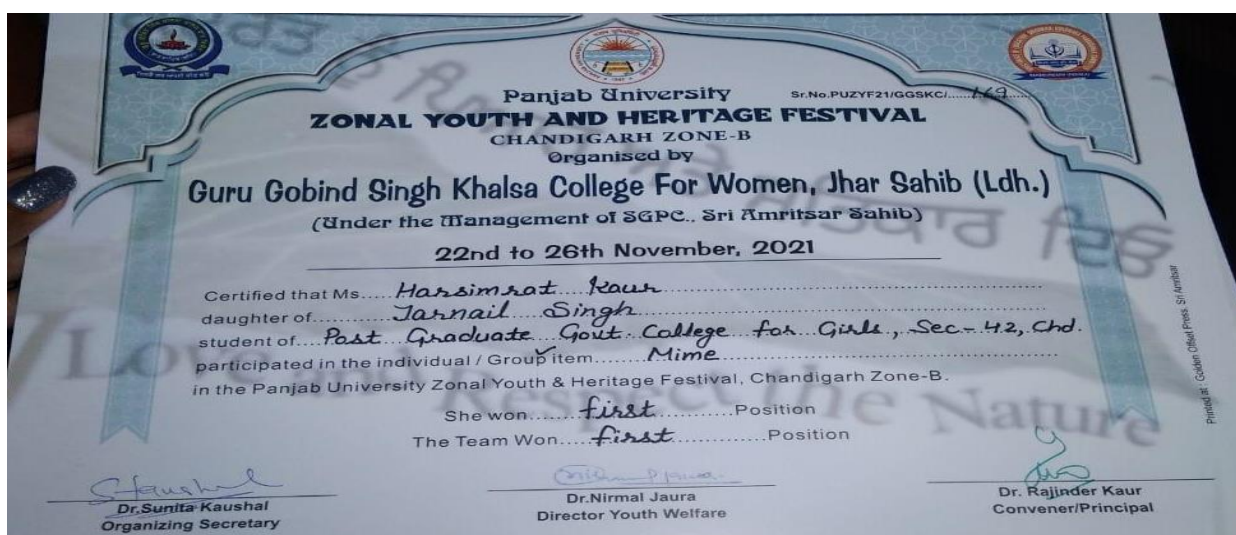 Panjab University
Sr.No.PUZYF21/GGSKC/......169......
ZONAL YOUTH AND HERITAGE FESTIVAL
CHANDIGARH ZONE-B
Organised by
Guru Gobind Singh Khalsa College For Women, Jhar Sahib (Ldh.)
(Under the Management of SGPC., Sri Amritsar Sahib)
22nd to 26th November, 2021
Certified that Ms.....Harsimrat Kaur
daughter of............Jarnail Singh
student of....Post Graduate Govt. College for Girls, Sec-42, Chd.
participated in the individual / Group item.......Mime
in the Panjab University Zonal Youth & Heritage Festival, Chandigarh Zone-B.
She won.......first...........Position
The Team Won....first.............Position
Love & Respect the Nature
Dr.Sunita Kaushal
Organizing Secretary
Dr.Nirmal Jaura
Director Youth Welfare
Dr. Rajinder Kaur
Convener/Principal
Printed at : Golden Offset Press, Sri Amritsar